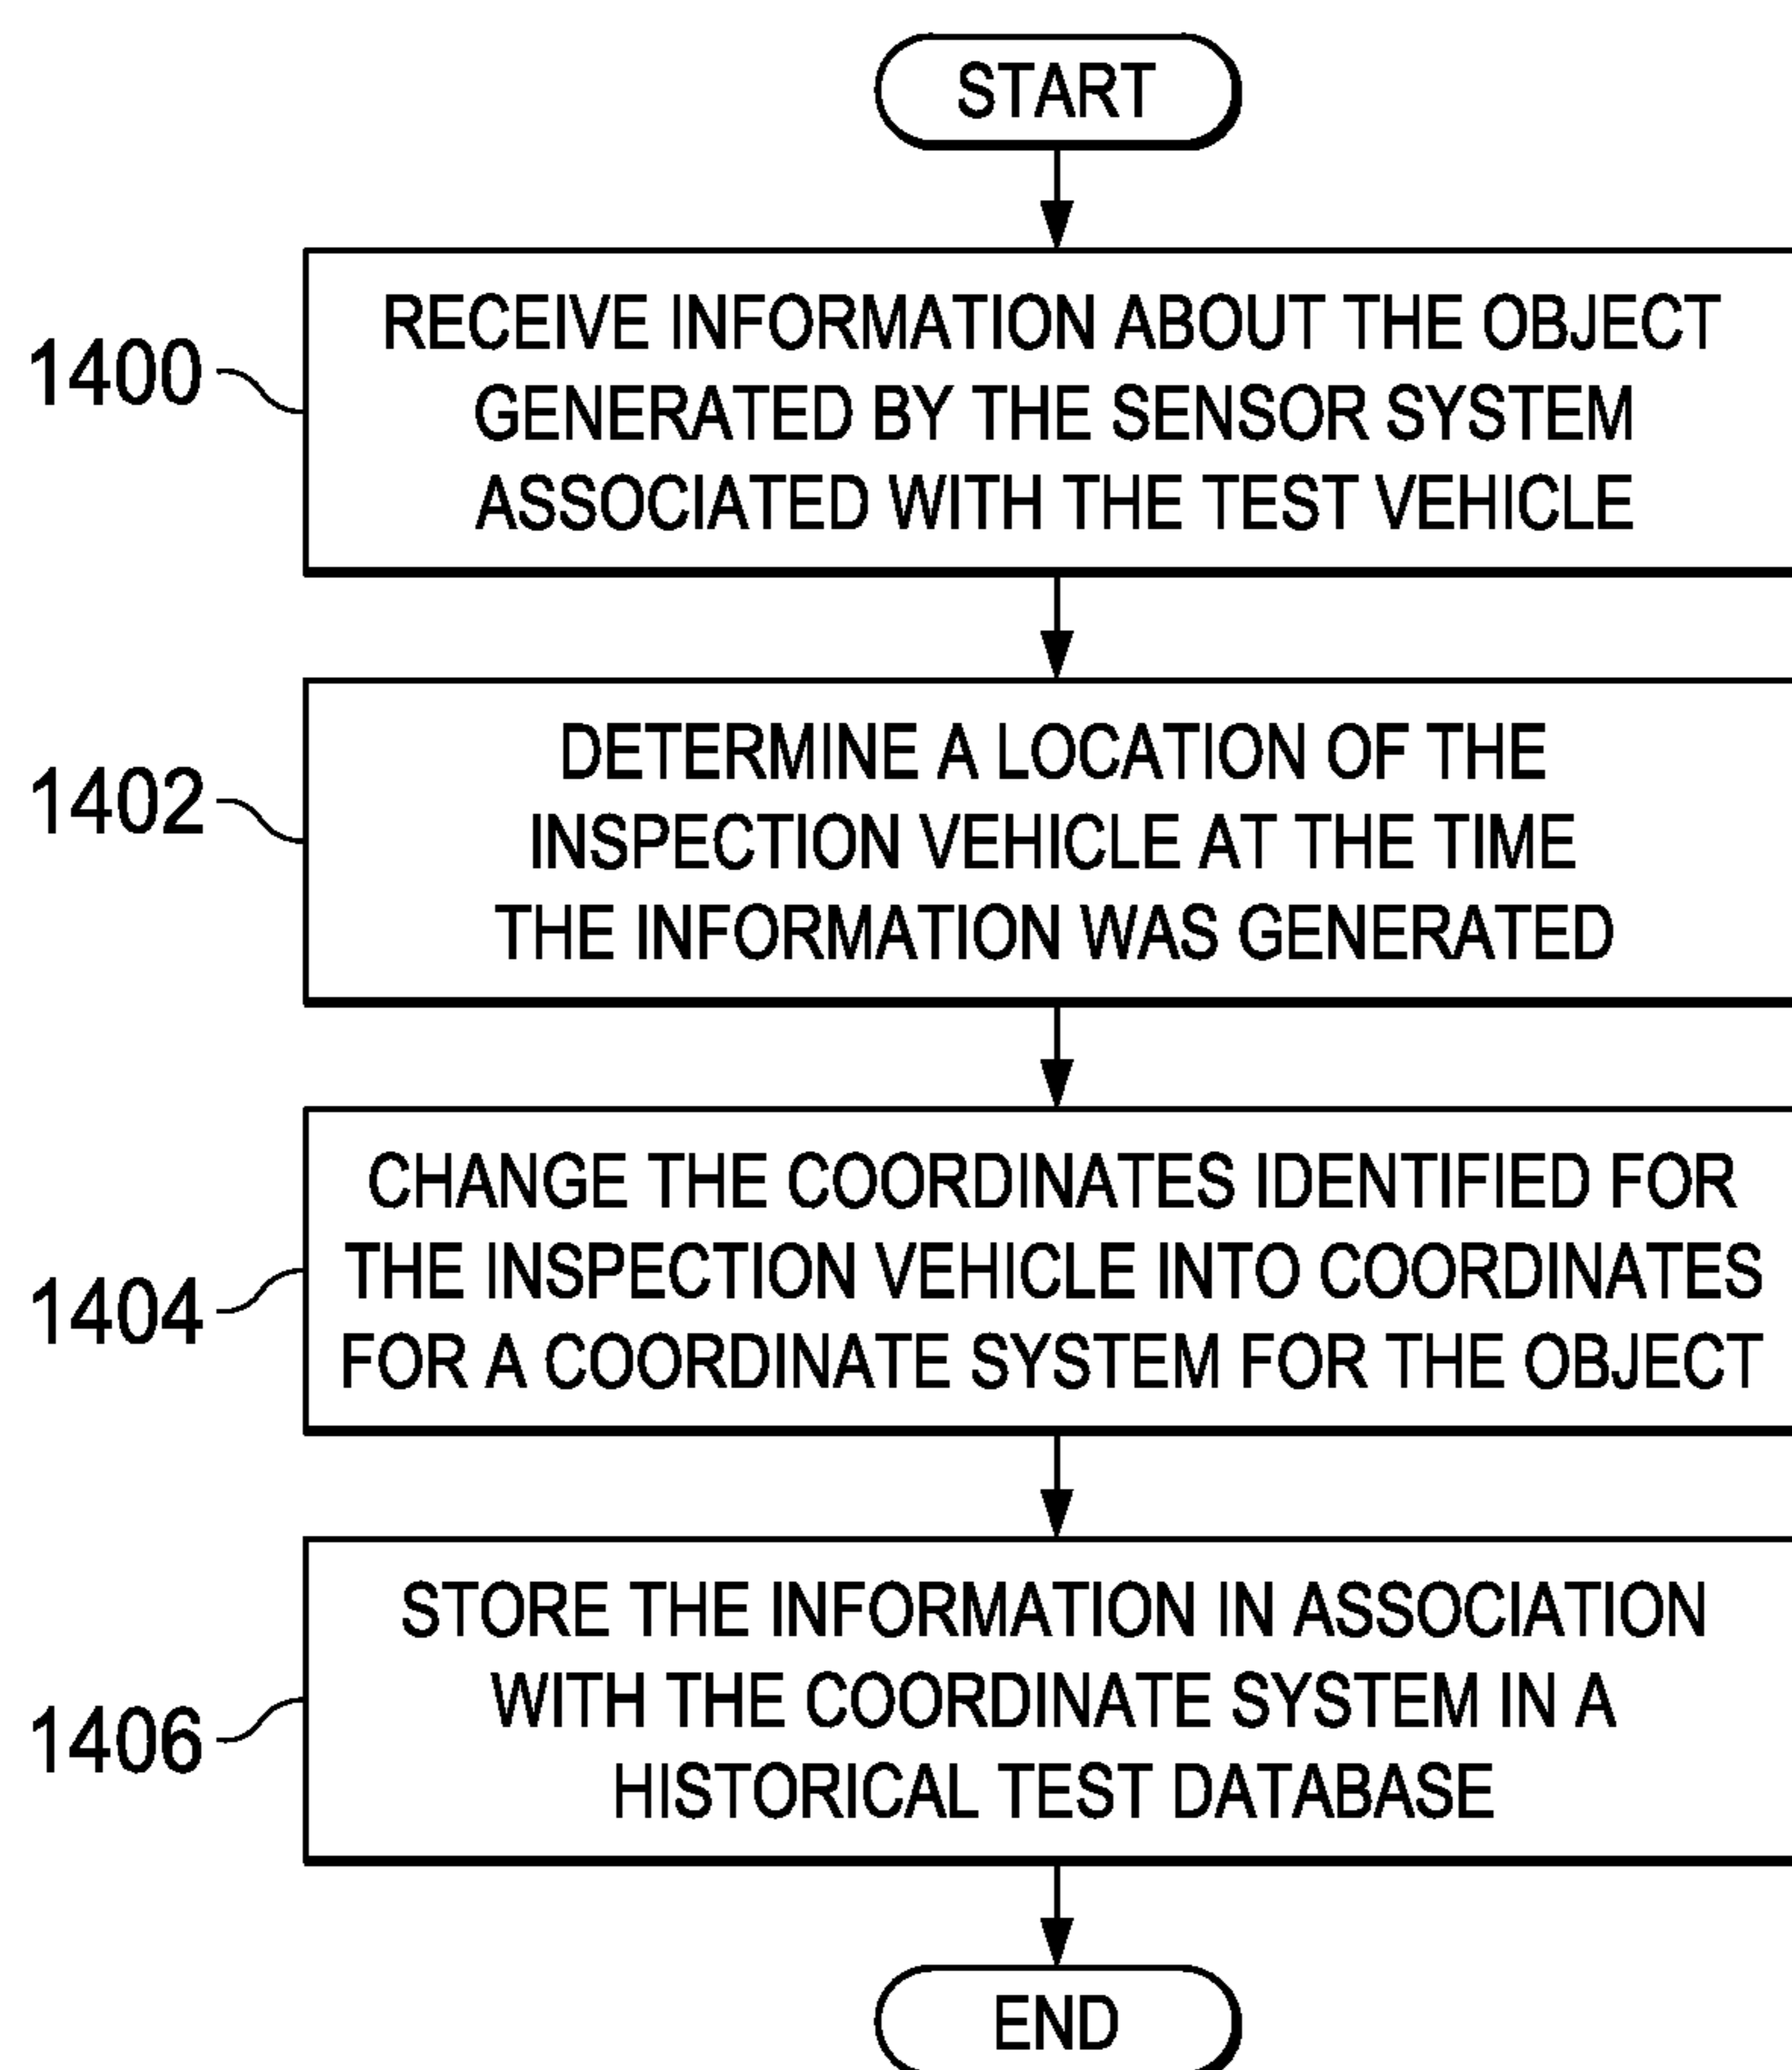 START
1400
RECEIVE INFORMATION ABOUT THE OBJECT
GENERATED BY THE SENSOR SYSTEM
ASSOCIATED WITH THE TEST VEHICLE
1402
DETERMINE A LOCATION OF THE
INSPECTION VEHICLE AT THE TIME
THE INFORMATION WAS GENERATED
1404
CHANGE THE COORDINATES IDENTIFIED FOR
THE INSPECTION VEHICLE INTO COORDINATES
FOR A COORDINATE SYSTEM FOR THE OBJECT
1406
STORE THE INFORMATION IN ASSOCIATION
WITH THE COORDINATE SYSTEM IN A
HISTORICAL TEST DATABASE
END